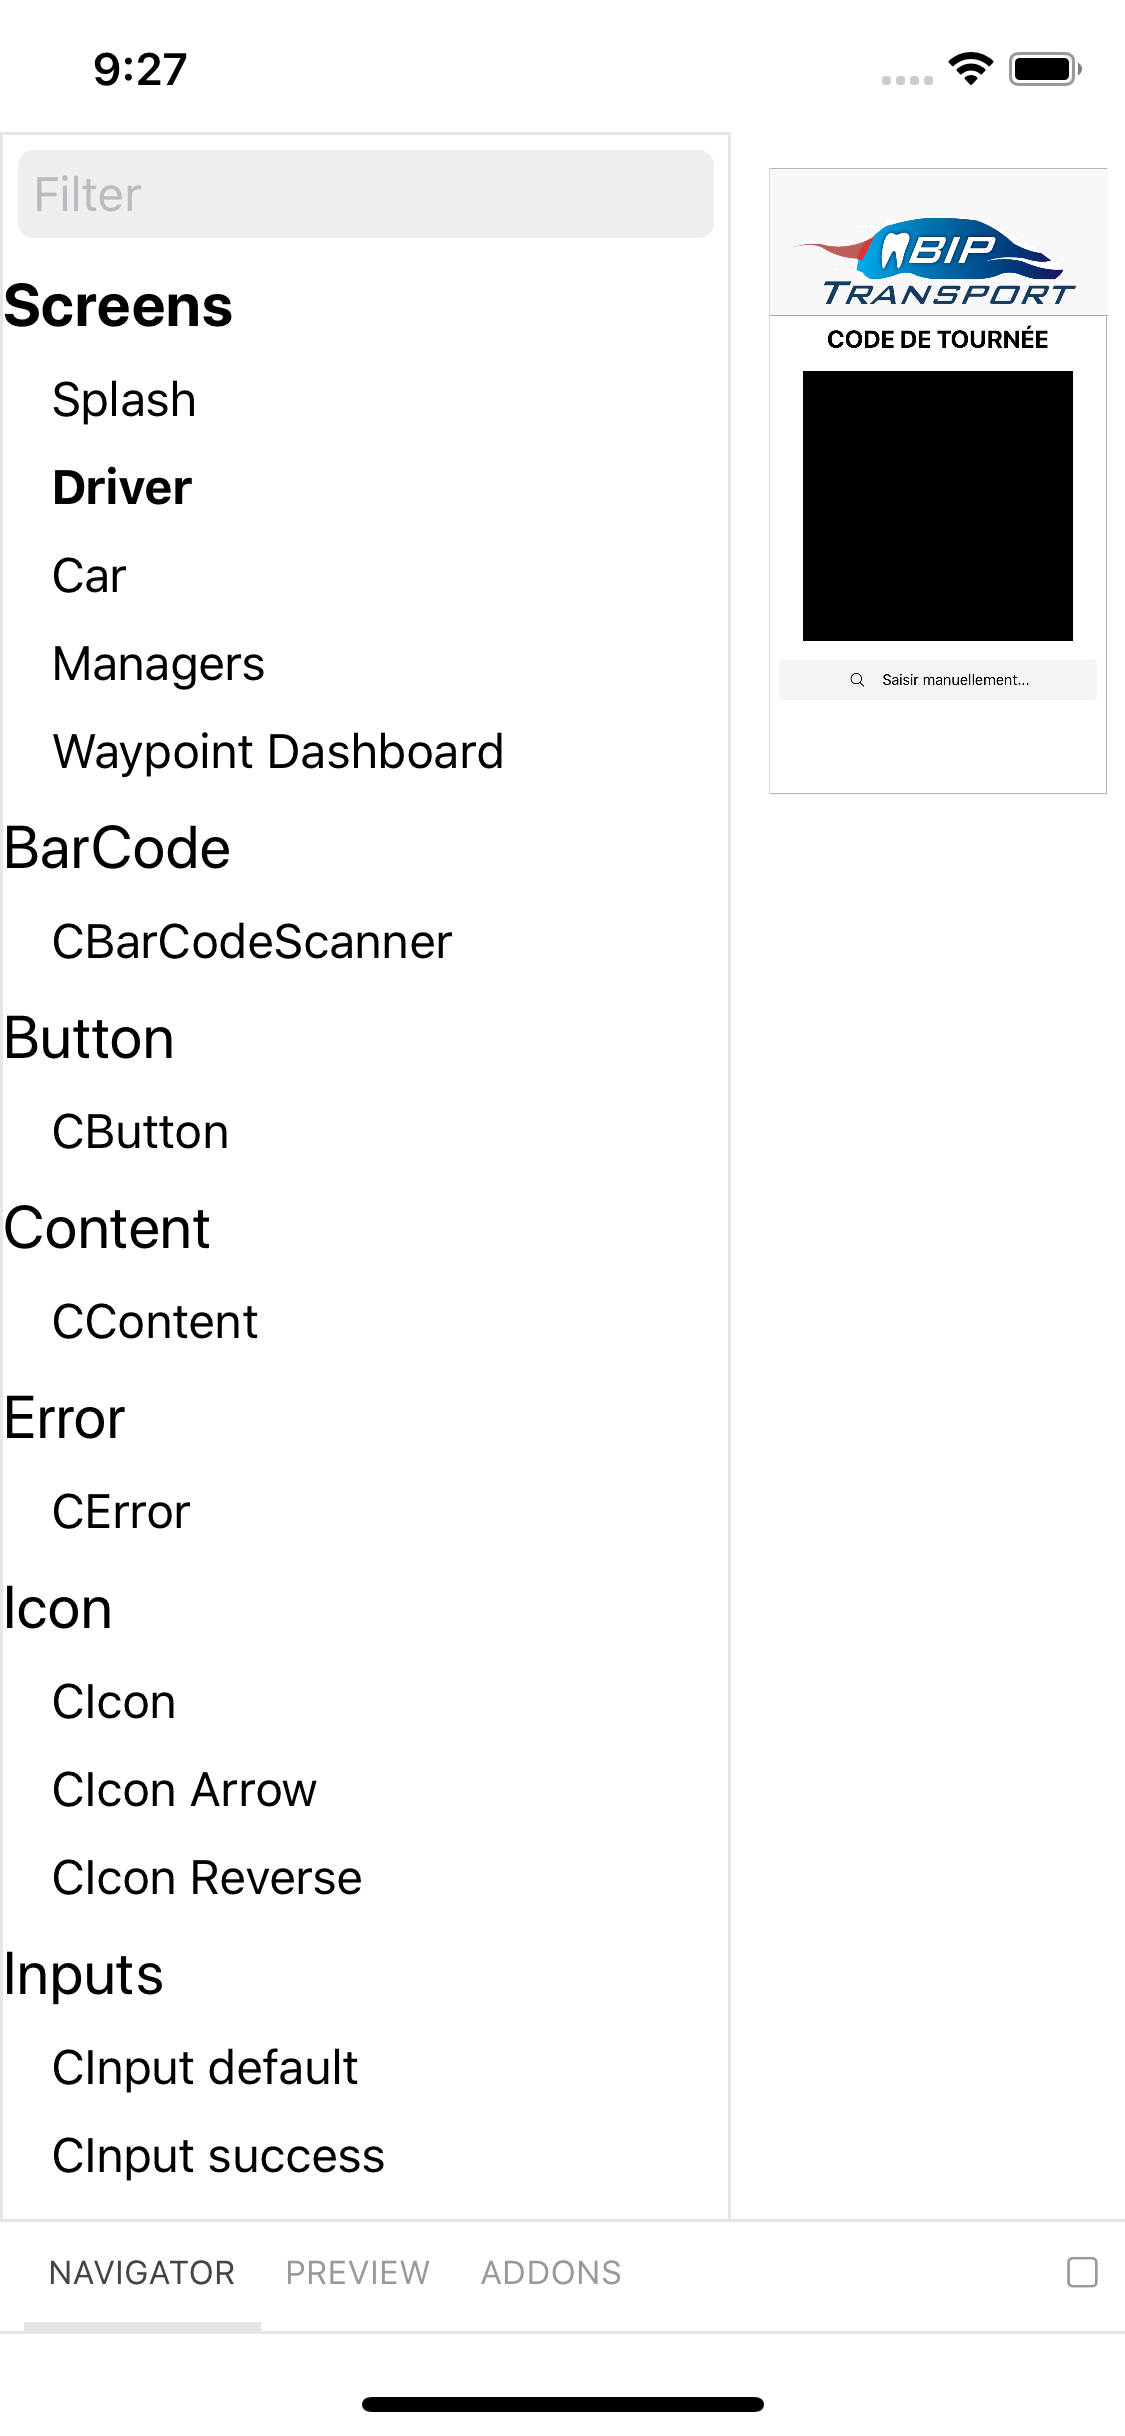 9:27
Filter
Screens
Splash
Driver
Car
Managers
Waypoint Dashboard
BarCode
CBarCodeScanner
Button
CButton
Content
CContent
Error
CError
Icon
CIcon
CIcon Arrow
CIcon Reverse
Inputs
CInput default
CInput success
BIP
TRANSPORT
CODE DE TOURNÉE
Saisir manuellement...
NAVIGATOR PREVIEW ADDONS